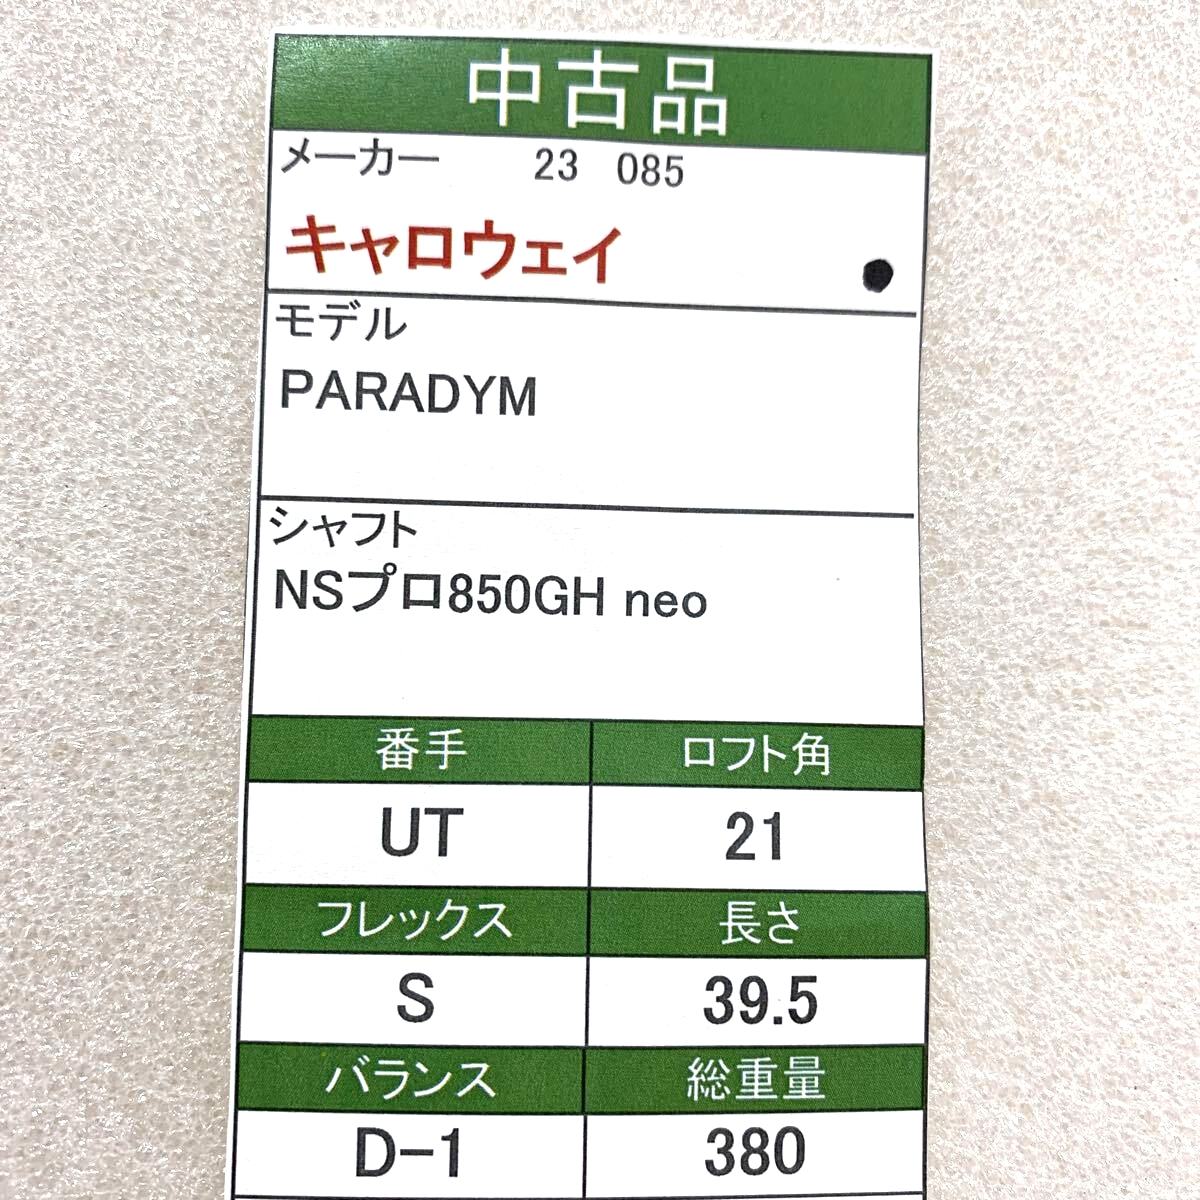 中古品
メーカー 23 085
キャロウェイ
モデル
PARADYM
シャフト
NSプロ850GH neo
番手 ロフト角
UT 21
フレックス 長さ
S 39.5
バランス 総重量
D-1 380